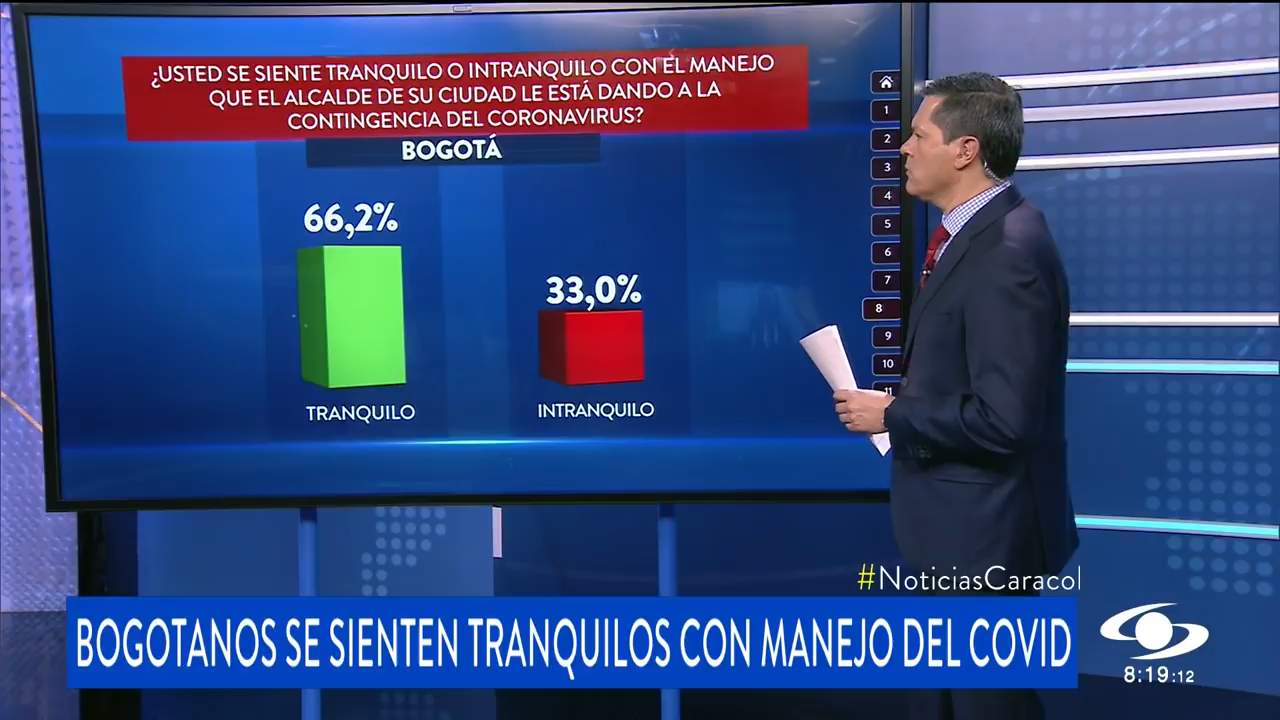 ¿USTED SE SIENTE TRANQUILO O INTRANQUILO CON EL MANEJO
QUE EL ALCALDE DE SU CIUDAD LE ESTÁ DANDO A LA
CONTINGENCIA DEL CORONAVIRUS?
BOGOTÁ
66,2%
33,0%
TRANQUILO
INTRANQUILO
1
2
3
4
5
6
7
8
9
10
11
#NoticiasCaracol
BOGOTANOS SE SIENTEN TRANQUILOS CON MANEJO DEL COVID
8:19:12